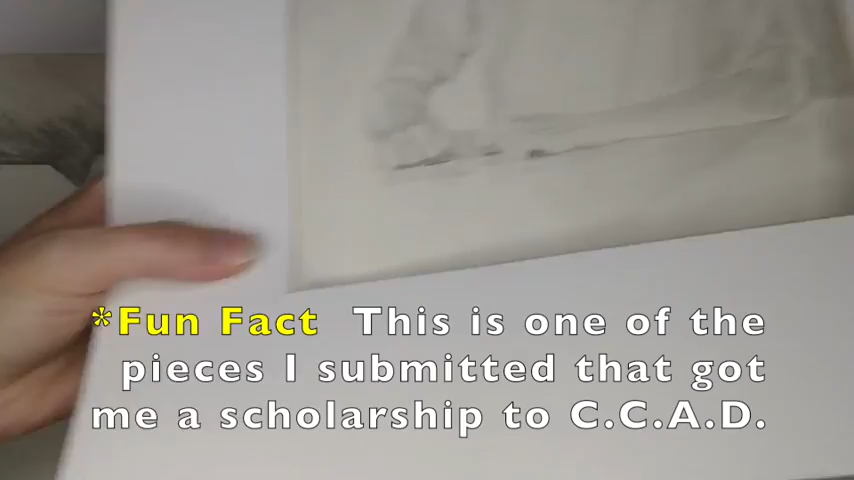 *Fun Fact This is one of the
pieces I submitted that got
me a scholarship to C.C.A.D.